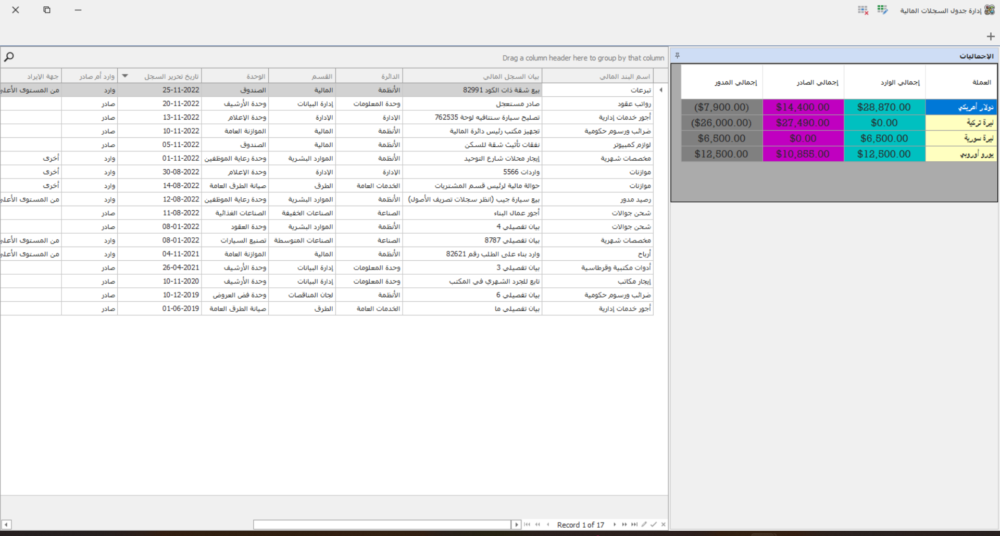 إدارة جدول السجلات المالية
الإجماليات
العملة إجمالي الوارد إجمالي الصادر إجمالي المدور
دولار أمريكي $28,870.00 $14,400.00 ($7,900.00)
ليرة تركية $0.00 $27,490.00 ($26,000.00)
ليرة سورية $6,500.00 $0.00 $6,500.00
يورو أوروبي $12,500.00 $10,855.00 $12,500.00
Drag a column header here to group by that column
اسم البند المالي بيان السجل المالي الدائرة القسم الوحدة تاريخ تحرير السجل وارد أم صادر جهة الإيراد
تبرعات بيع شقة ذات الكود 82991 الأنظمة المالية الصندوق 25-11-2022 وارد من المستوى الأعلى
رواتب عقود صادر مستعجل وحدة المعلومات إدارة البيانات وحدة الأرشيف 20-11-2022 صادر
أجور خدمات إدارية تصليح سيارة سنتافيه لوحة 762535 الإدارة الإدارة وحدة الإعلام 13-11-2022 صادر
ضرائب ورسوم حكومية تجهيز مكتب رئيس دائرة المالية الأنظمة المالية الموازنة العامة 10-11-2022 صادر
لوازم كمبيوتر نفقات تأثيث شقة للسكن الأنظمة المالية الصندوق 05-11-2022 صادر
مخصصات شهرية إيجار محلات شارع التوحيد الأنظمة الموارد البشرية وحدة رعاية الموظفين 01-11-2022 وارد أخرى
موازنات واردات 5566 الإدارة الإدارة وحدة الإعلام 30-08-2022 وارد أخرى
موازنات حوالة مالية لرئيس قسم المشتريات الخدمات العامة الطرق صيانة الطرق العامة 14-08-2022 وارد أخرى
رصيد مدور بيع سيارة جيب (انظر سجلات تصريف الأصول) الأنظمة الموارد البشرية وحدة رعاية الموظفين 12-08-2022 وارد من المستوى الأعلى
شحن جوالات أجور عمال البناء الصناعة الصناعات الخفيفة الصناعات الغذائية 11-08-2022 صادر
شحن جوالات بيان تفصيلي 4 الأنظمة الموارد البشرية وحدة العقود 08-01-2022 صادر
مخصصات شهرية بيان تفصيلي 8787 الصناعة الصناعات المتوسطة تصنيع السيارات 08-01-2022 وارد من المستوى الأعلى
أرباح وارد بناء على الطلب رقم 82621 الأنظمة المالية الموازنة العامة 04-11-2021 وارد من المستوى الأعلى
أدوات مكتبية وقرطاسية بيان تفصيلي 3 وحدة المعلومات إدارة البيانات وحدة الأرشيف 26-04-2021 صادر
إيجار مكاتب تابع للجرد الشهري في المكتب وحدة المعلومات إدارة البيانات وحدة الأرشيف 10-11-2020 صادر
ضرائب ورسوم حكومية بيان تفصيلي 6 الأنظمة لجان المناقصات وحدة فض العروض 10-12-2019 صادر
أجور خدمات إدارية بيان تفصيلي ما الخدمات العامة الطرق صيانة الطرق العامة 01-06-2019 صادر
Record 1 of 17